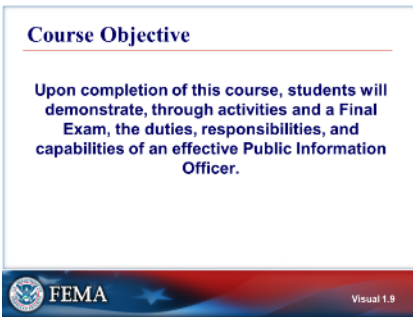 Course Objective
Upon completion of this course, students will
demonstrate, through activities and a Final
Exam, the duties, responsibilities, and
capabilities of an effective Public Information
Officer.
FEMA
Visual 1.9